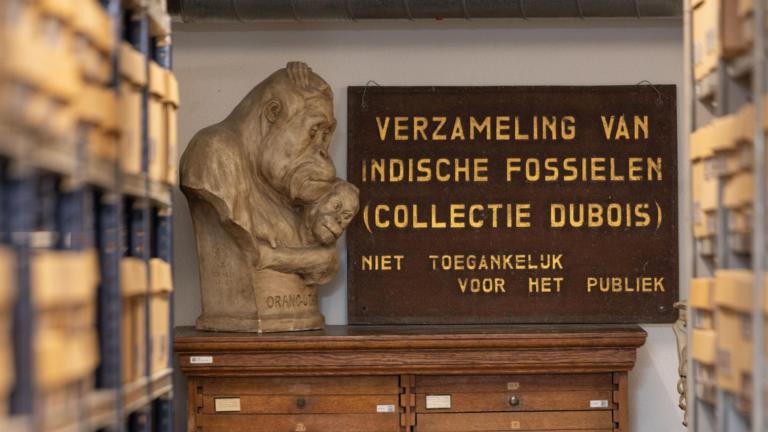 VERZAMELING VAN
INDISCHE FOSSIELEN
(COLLECTIE DUBOIS)
NIET TOEGANKELIJK
VOOR HET PUBLIEK